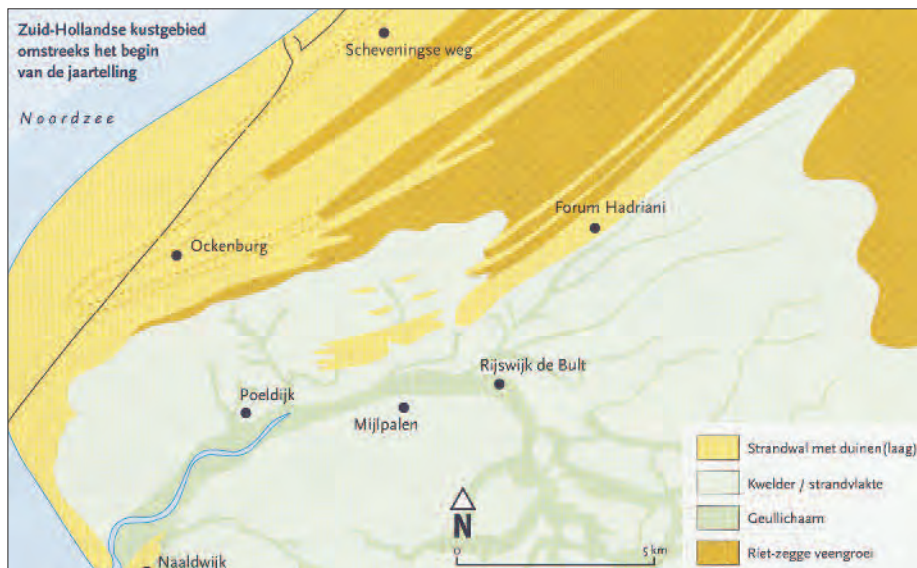 Zuid-Hollandse kustgebied
omstreeks het begin
van de jaartelling
Noordzee
Scheveningse weg
Ockenburg
Forum Hadriani
Rijswijk de Bult
Poeldijk
Mijlpalen
Naaldwijk
N
0
5 km
Strandwal met duinen(laag)
Kwelder / strandvlakte
Geullichaam
Riet-zegge veengroei